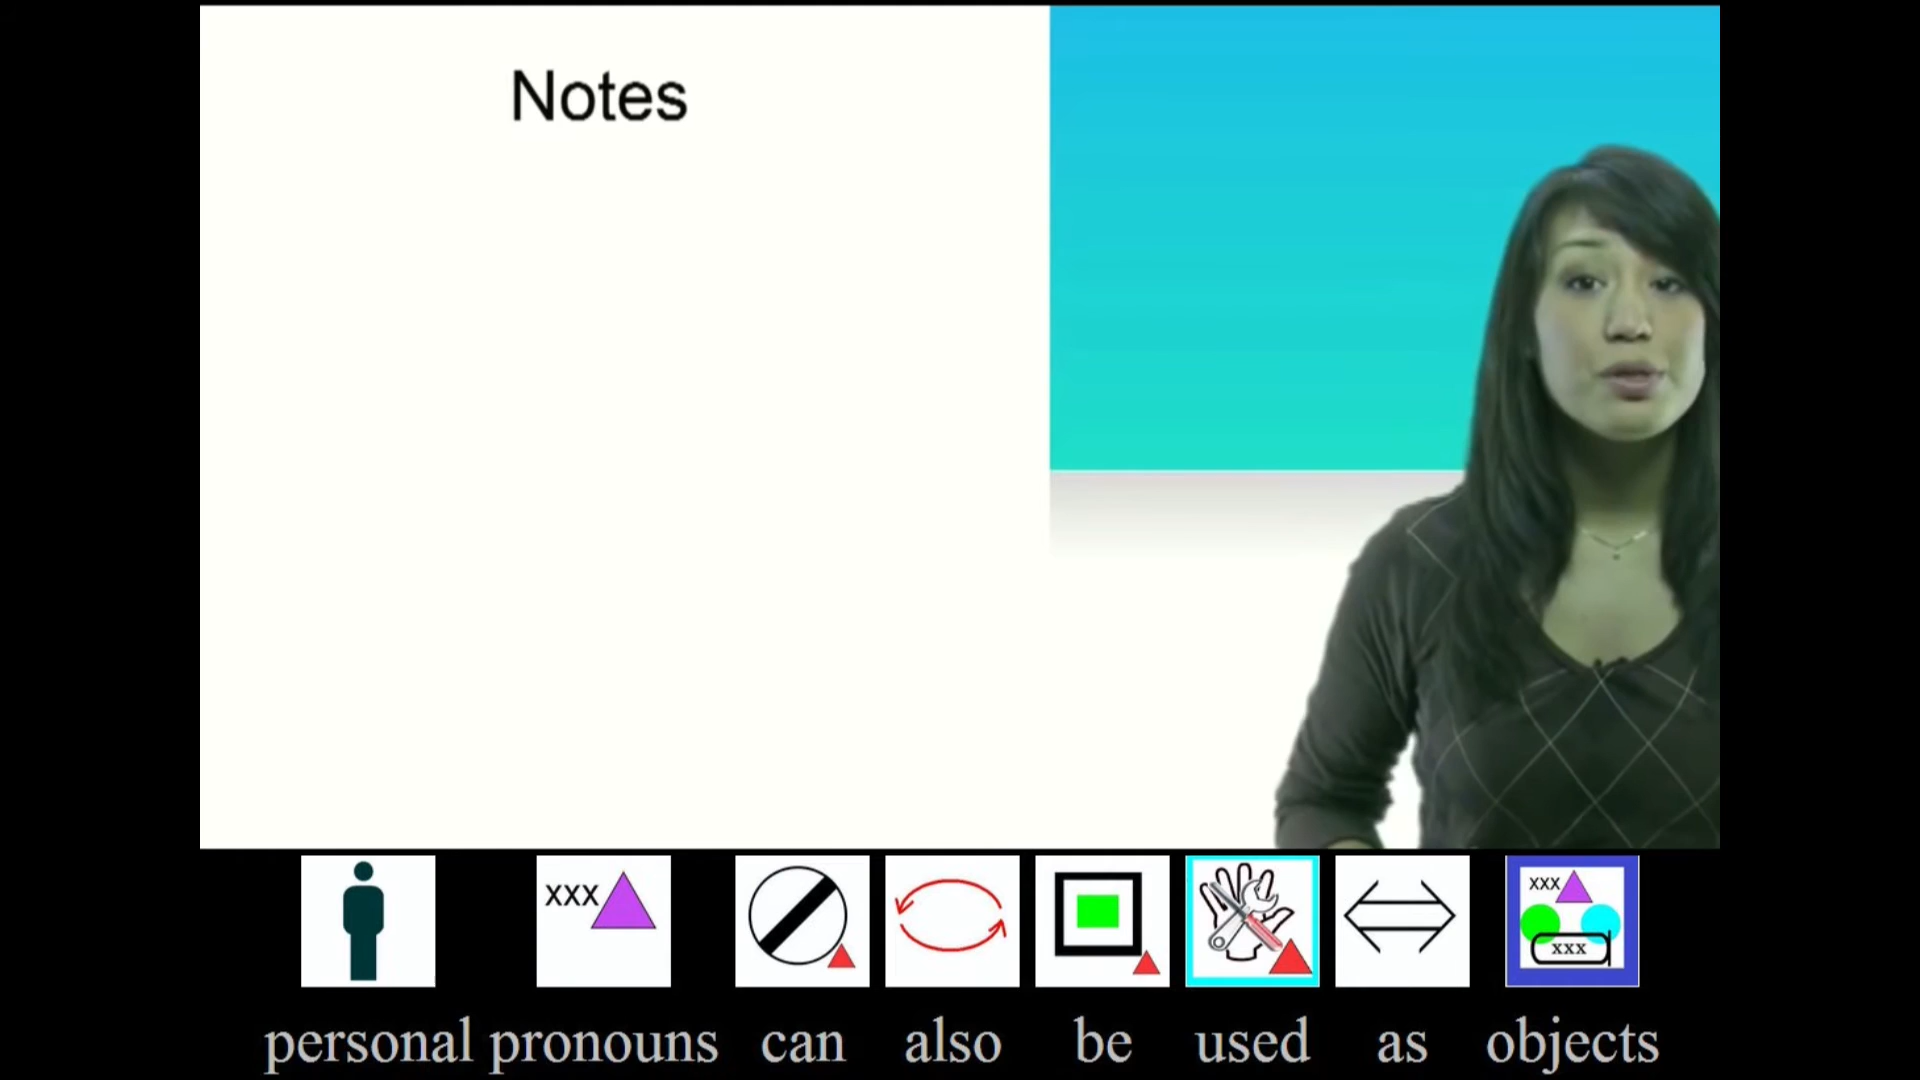 Notes
xxx
xxx
xxx
personal pronouns can also be used as objects